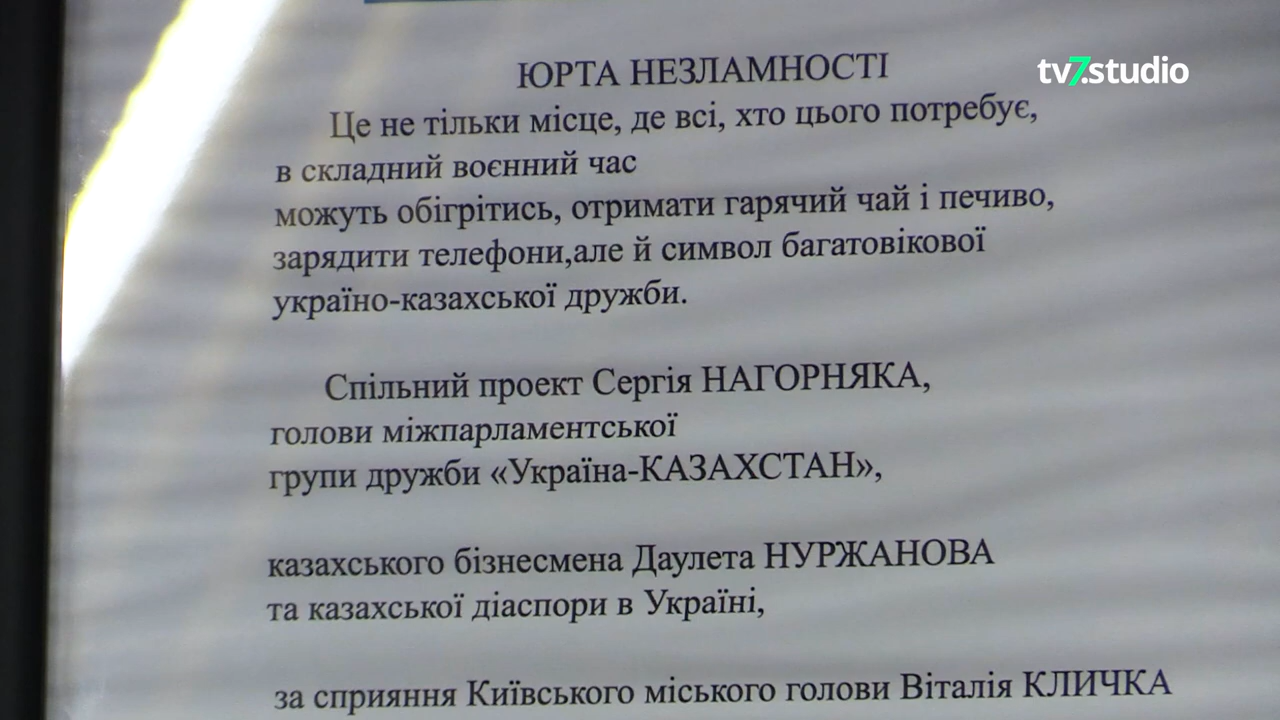 tv7.studio
ЮРТА НЕЗЛАМНОСТІ
Це не тільки місце, де всі, хто цього потребує,
в складний воєнний час
можуть обігрітись, отримати гарячий чай і печиво,
зарядити телефони,але й символ багатовікової
україно-казахської дружби.
Спільний проект Сергія НАГОРНЯКА,
голови міжпарламентської
групи дружби «Україна-КАЗАХСТАН»,
казахського бізнесмена Даулета НУРЖАНОВА
та казахської діаспори в Україні,
за сприяння Київського міського голови Віталія КЛИЧКА